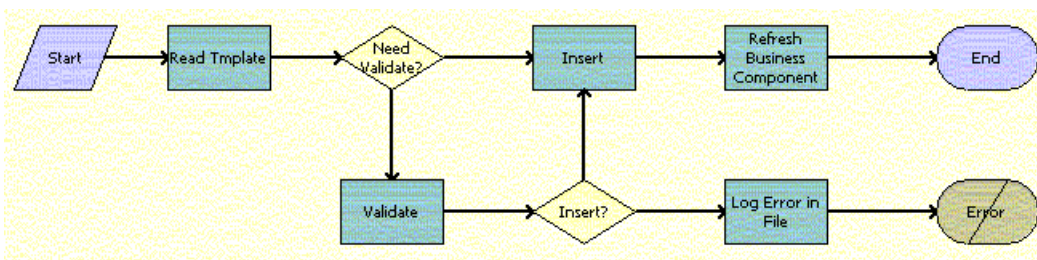 Start
Read Tmplate
Need
Validate?
Insert
Refresh
Business
Component
End
Validate
Insert?
Log Error in
File
Error